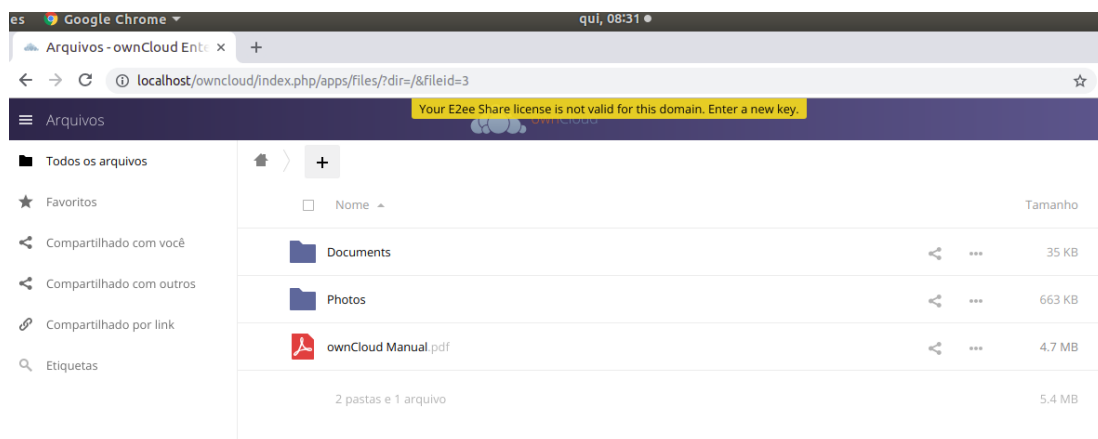 es Google Chrome qui, 08:31
Arquivos - ownCloud Ente
localhost/owncloud/index.php/apps/files/?dir=/&fileid=3
Your E2ee Share license is not valid for this domain. Enter a new key.
Arquivos ownCloud
Todos os arquivos
Favoritos
Compartilhado com você
Compartilhado com outros
Compartilhado por link
Etiquetas
Nome Tamanho
Documents 35 KB
Photos 663 KB
ownCloud Manual.pdf 4.7 MB
2 pastas e 1 arquivo 5.4 MB